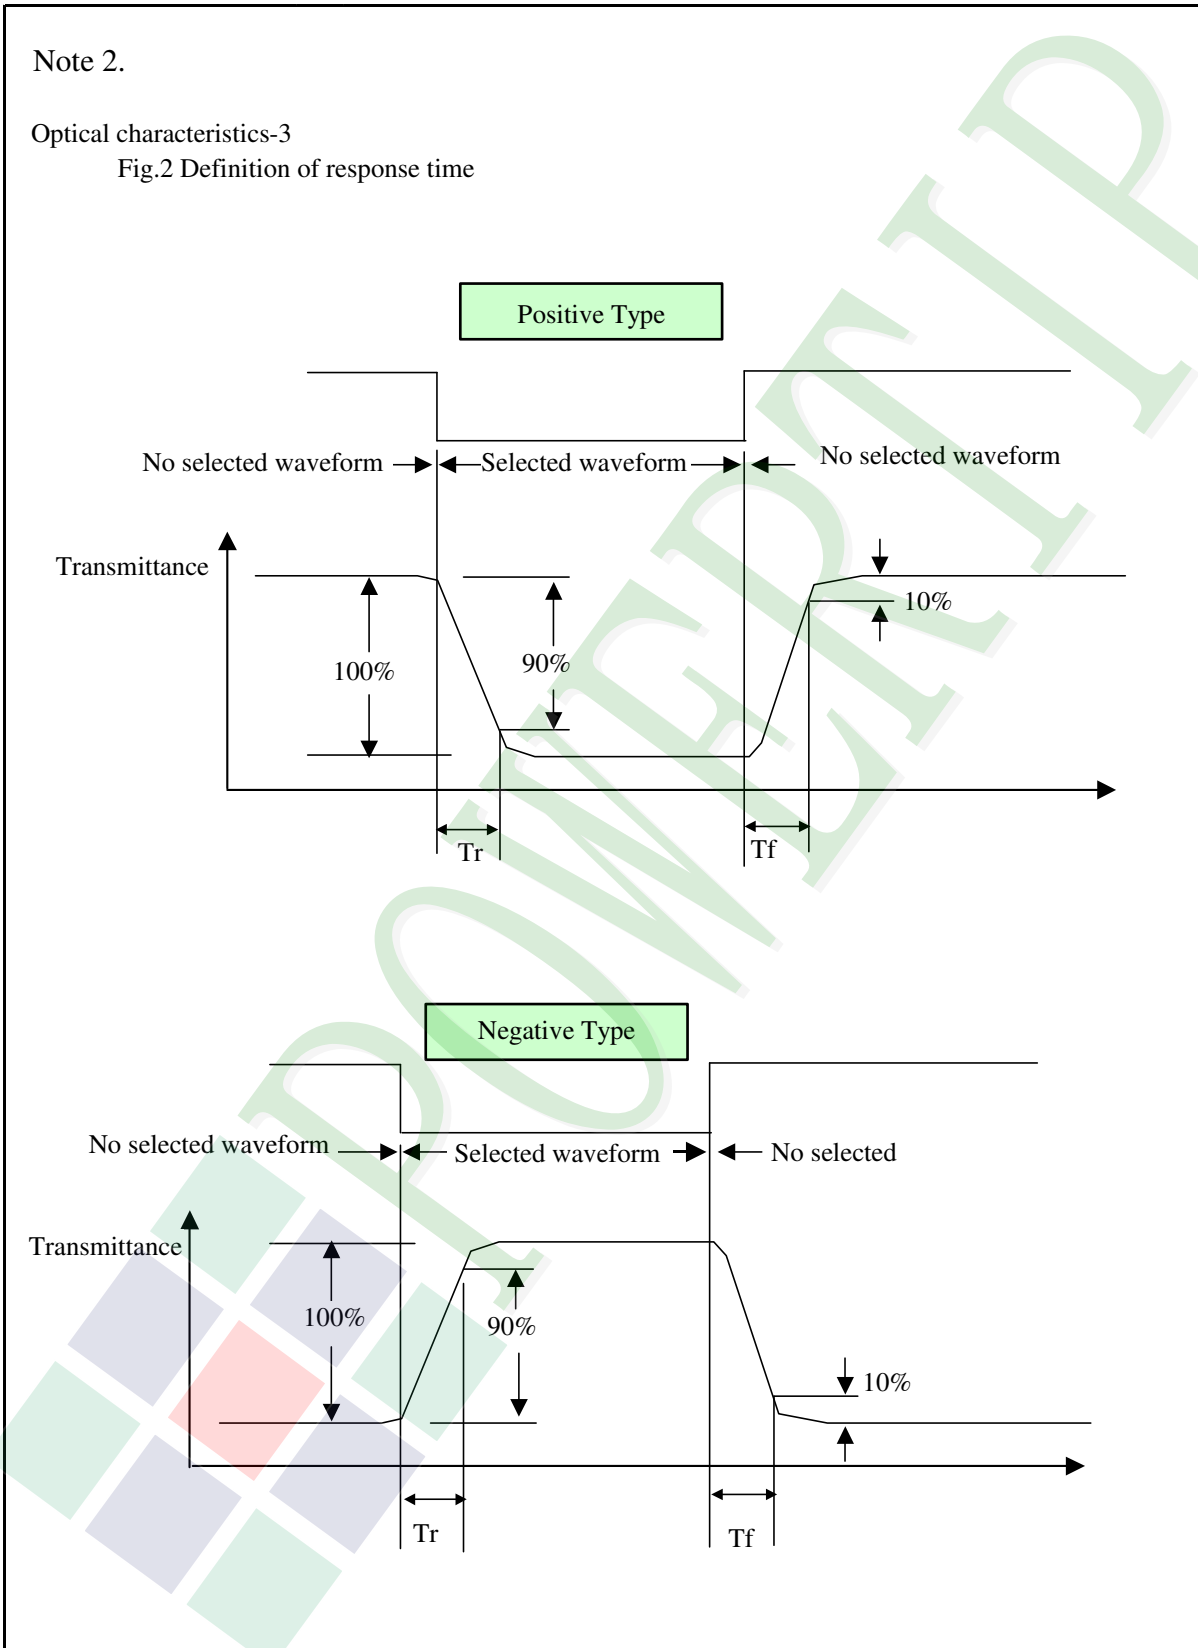 Note 2.
Optical characteristics-3
Fig.2 Definition of response time
Positive Type
No selected waveform
Selected waveform
No selected waveform
Transmittance
10%
100%
90%
Tr
Tf
Negative Type
No selected waveform
Selected waveform
No selected
Transmittance
100%
90%
10%
Tr
Tf
POWERTIP